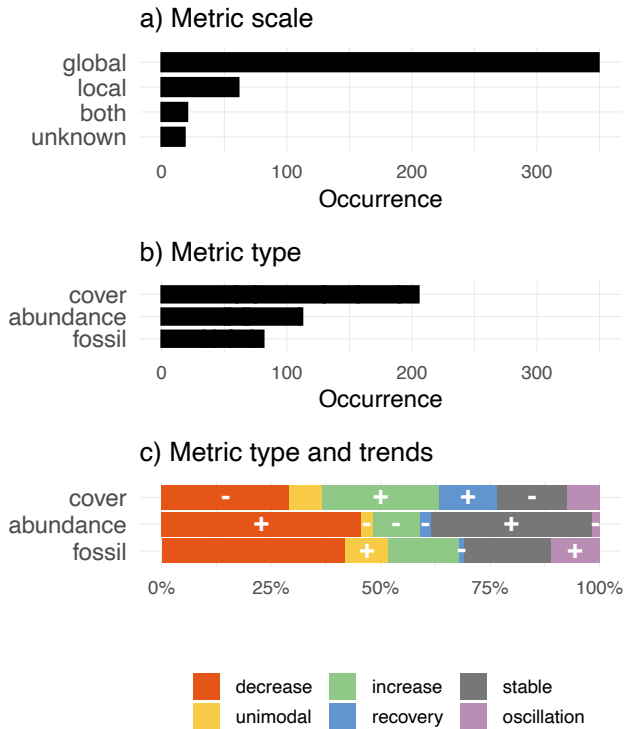 a) Metric scale
global
local
both
unknown
0 100 200 300
Occurrence
b) Metric type
cover
abundance
fossil
0 100 200 300
Occurrence
c) Metric type and trends
cover - + + -
abundance + - - - + -
fossil + - +
0% 25% 50% 75% 100%
decrease increase stable
unimodal recovery oscillation